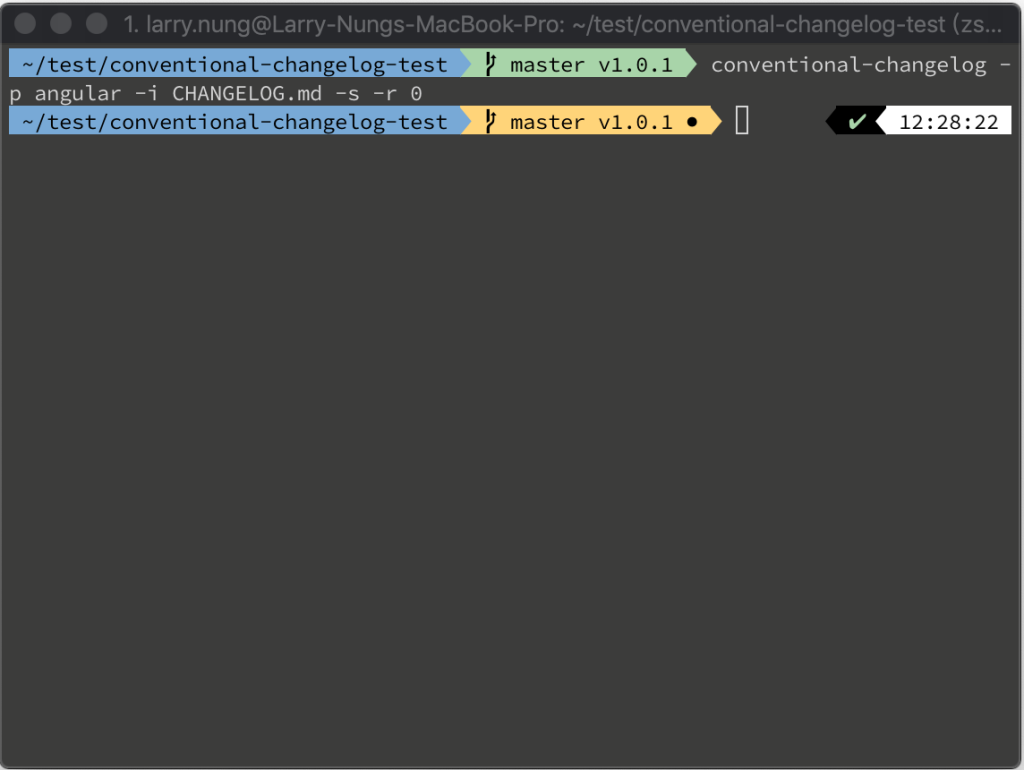 1. larry.nung@Larry-Nungs-MacBook-Pro: ~/test/conventional-changelog-test (zs...
~/test/conventional-changelog-test master v1.0.1 conventional-changelog -
p angular -i CHANGELOG.md -s -r 0
~/test/conventional-changelog-test master v1.0.1 ● ✔ 12:28:22